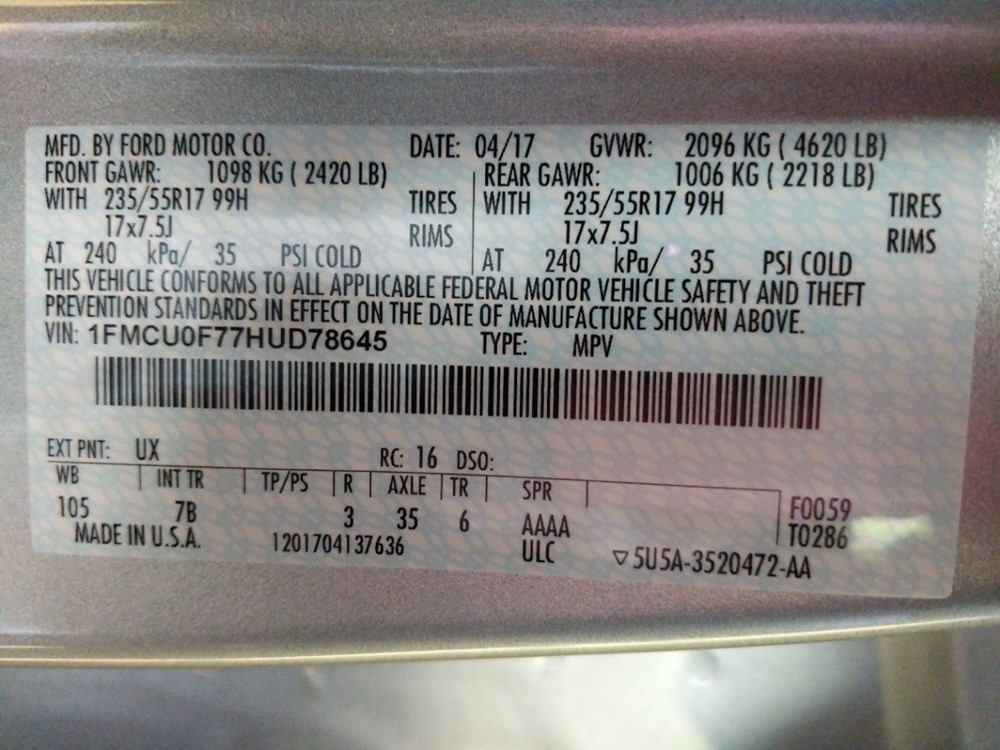 MFD. BY FORD MOTOR CO. DATE: 04/17 GVWR: 2096 KG ( 4620 LB)
FRONT GAWR: 1098 KG ( 2420 LB) REAR GAWR: 1006 KG ( 2218 LB)
WITH 235/55R17 99H TIRES WITH 235/55R17 99H TIRES
17x7.5J RIMS 17x7.5J RIMS
AT 240 kPa/ 35 PSI COLD AT 240 kPa/ 35 PSI COLD
THIS VEHICLE CONFORMS TO ALL APPLICABLE FEDERAL MOTOR VEHICLE SAFETY AND THEFT
PREVENTION STANDARDS IN EFFECT ON THE DATE OF MANUFACTURE SHOWN ABOVE.
VIN: 1FMCU0F77HUD78645 TYPE: MPV
EXT PNT: UX RC: 16 DSO:
WB INT TR TP/PS R AXLE TR SPR
105 7B 3 35 6 AAAA F0059
MADE IN U.S.A. 1201704137636 ULC T0286
▽5U5A-3520472-AA